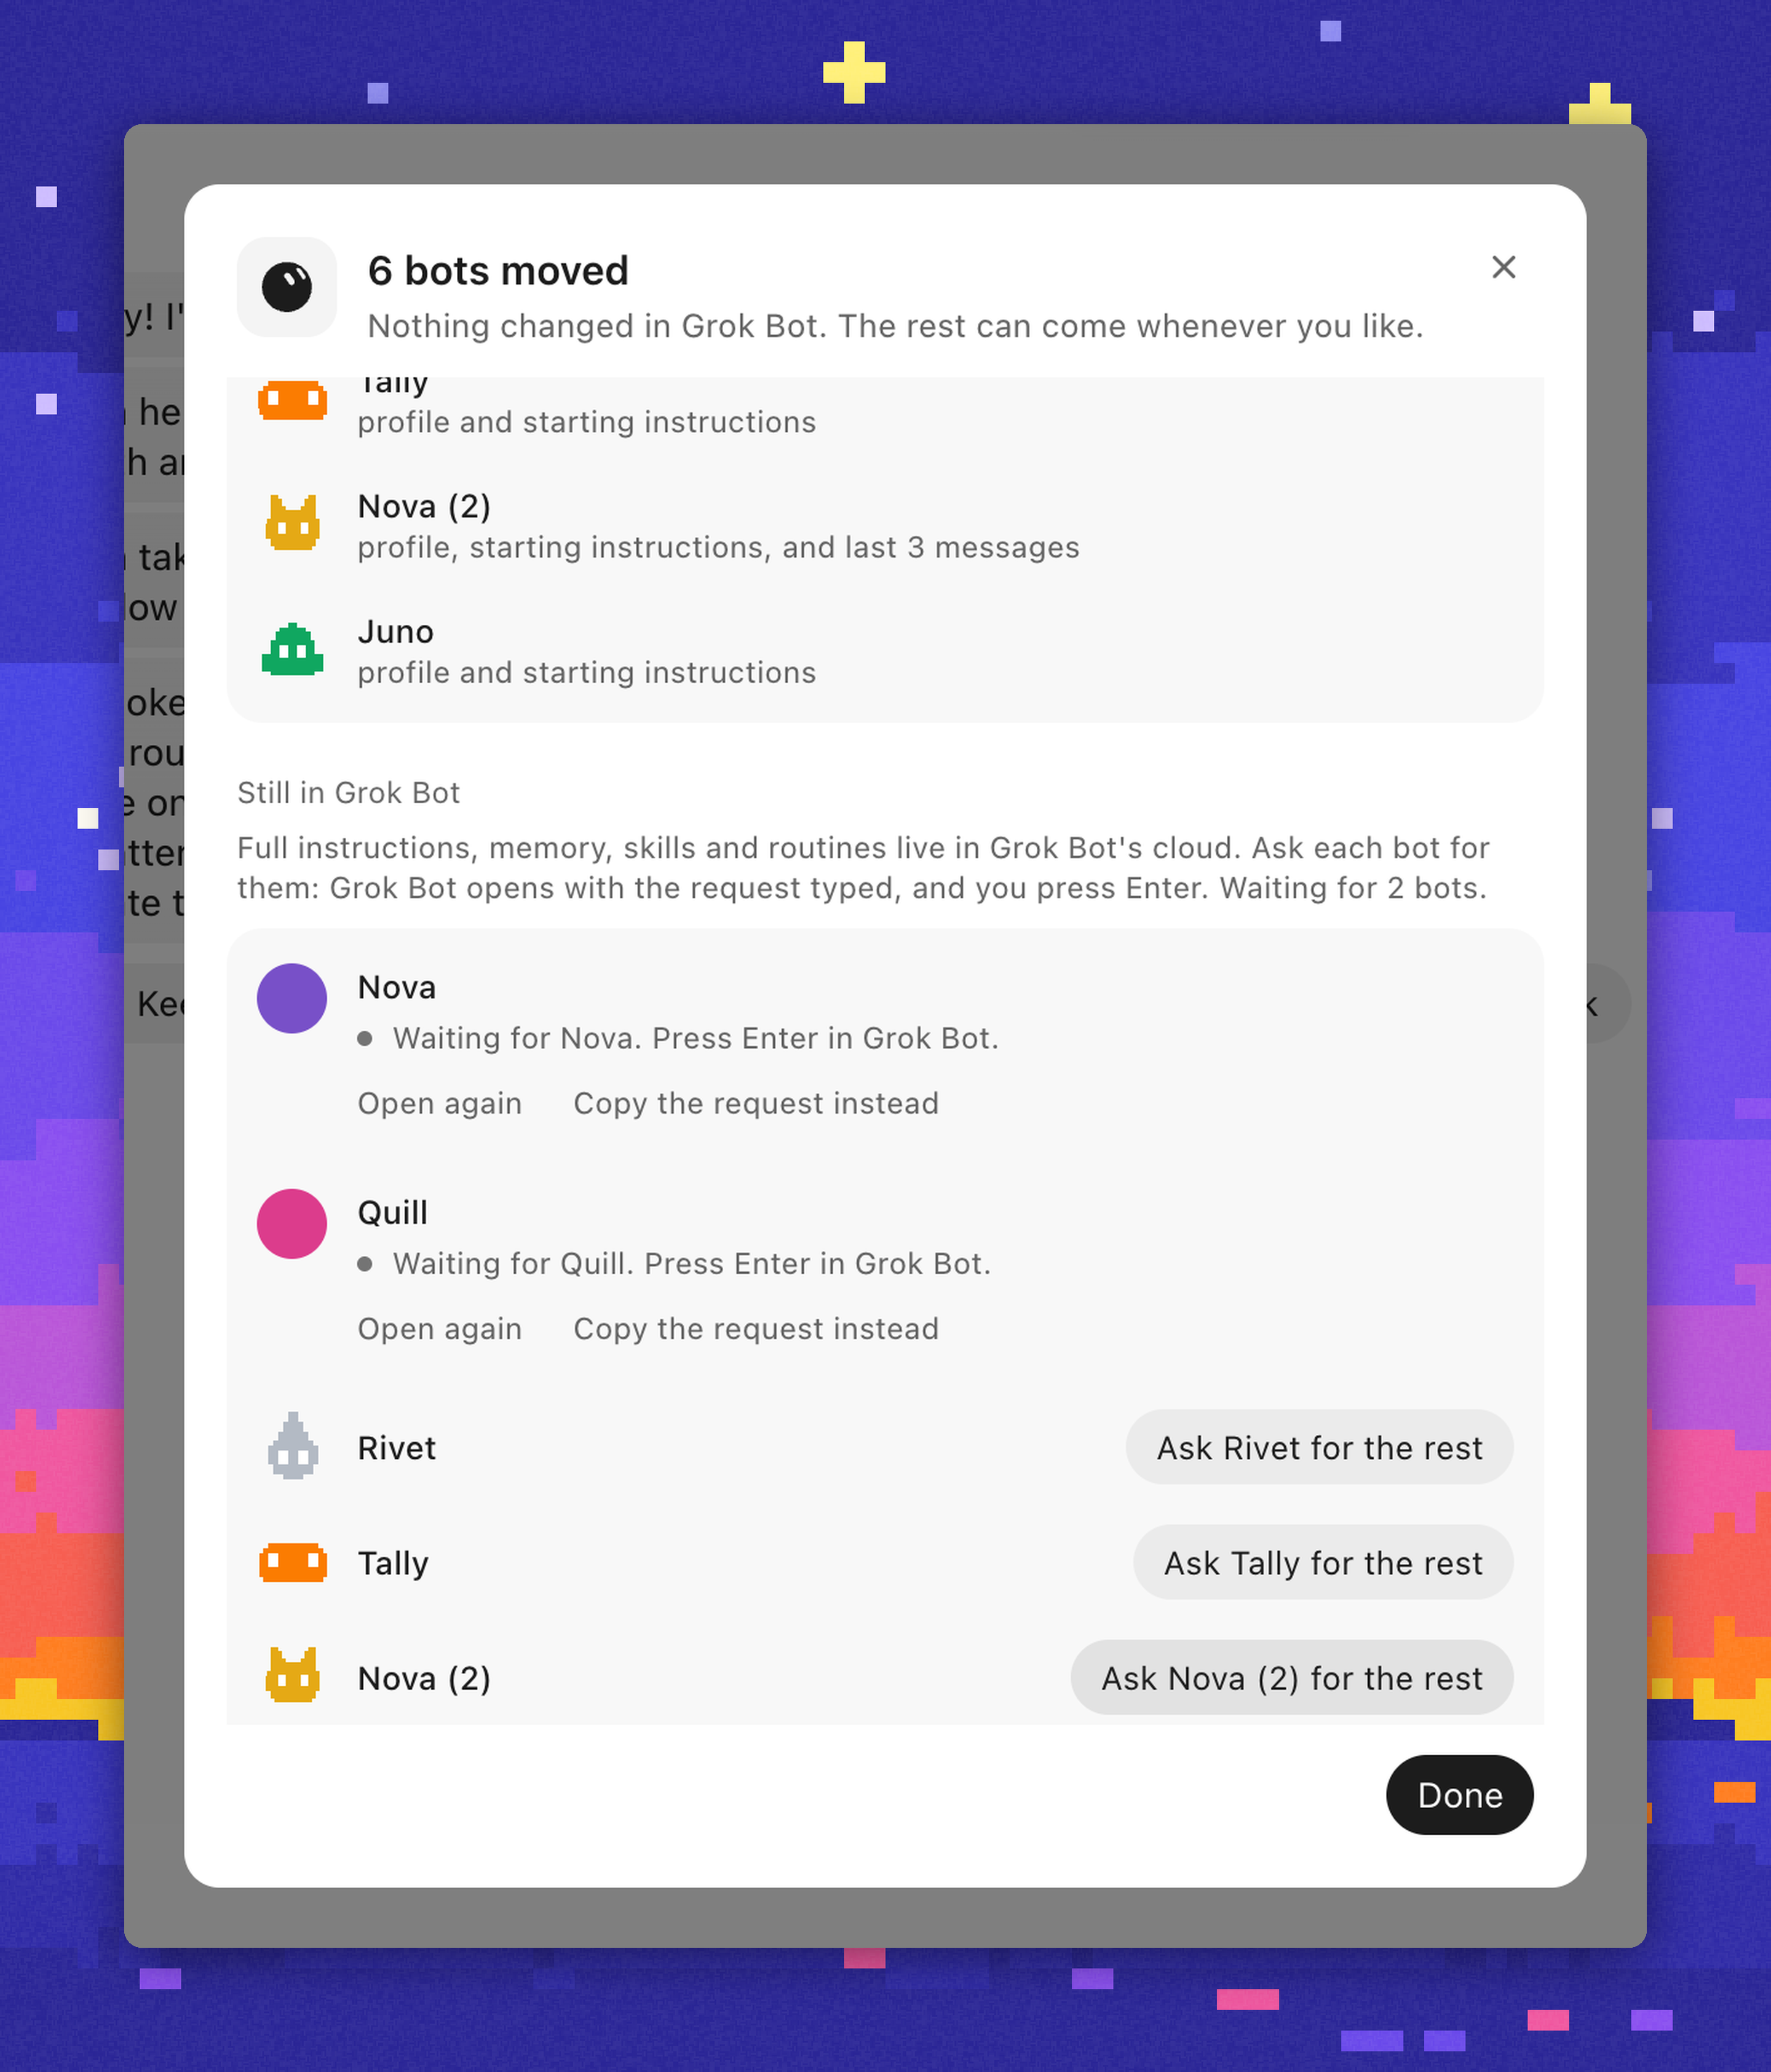 6 bots moved
Nothing changed in Grok Bot. The rest can come whenever you like.
Tally
profile and starting instructions
Nova (2)
profile, starting instructions, and last 3 messages
Juno
profile and starting instructions
Still in Grok Bot
Full instructions, memory, skills and routines live in Grok Bot's cloud. Ask each bot for
them: Grok Bot opens with the request typed, and you press Enter. Waiting for 2 bots.
Nova
Waiting for Nova. Press Enter in Grok Bot.
Open again Copy the request instead
Quill
Waiting for Quill. Press Enter in Grok Bot.
Open again Copy the request instead
Rivet Ask Rivet for the rest
Tally Ask Tally for the rest
Nova (2) Ask Nova (2) for the rest
Done